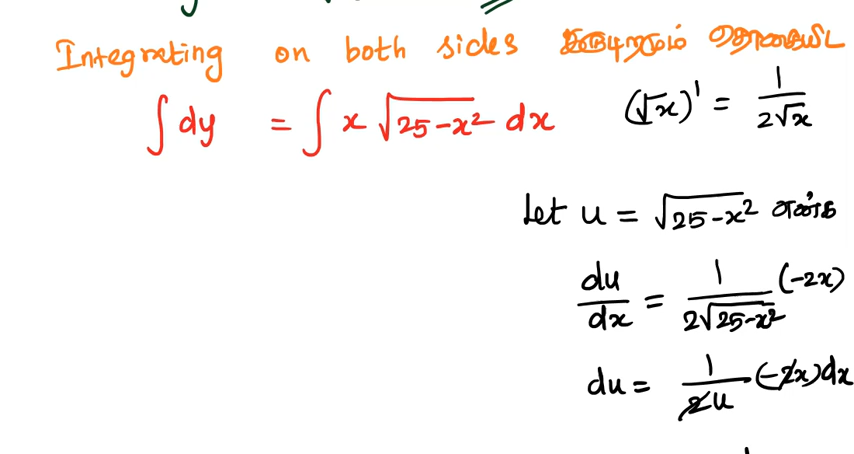 Integrating on both sides இருபுறமும் தொகையிட
∫ dy = ∫ x √(25-x²) dx
(√x)' = 1/(2√x)
Let u = √(25-x²) என்க
du/dx = 1/(2√(25-x²)) (-2x)
du = 1/(2u) (-2x) dx